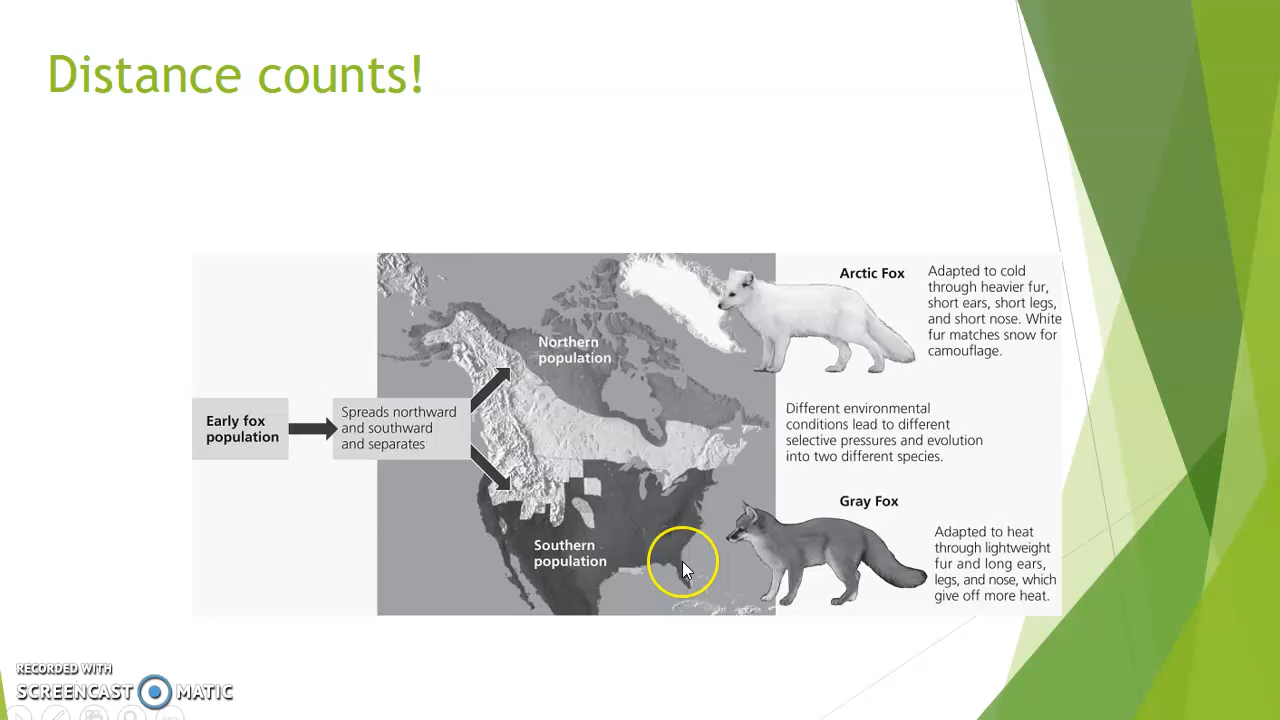 Distance counts!
Early fox
population
Spreads northward
and southward
and separates
Northern
population
Southern
population
Arctic Fox
Adapted to cold
through heavier fur,
short ears, short legs,
and short nose. White
fur matches snow for
camouflage.
Different environmental
conditions lead to different
selective pressures and evolution
into two different species.
Gray Fox
Adapted to heat
through lightweight
fur and long ears,
legs, and nose, which
give off more heat.
RECORDED WITH
SCREENCAST MATIC